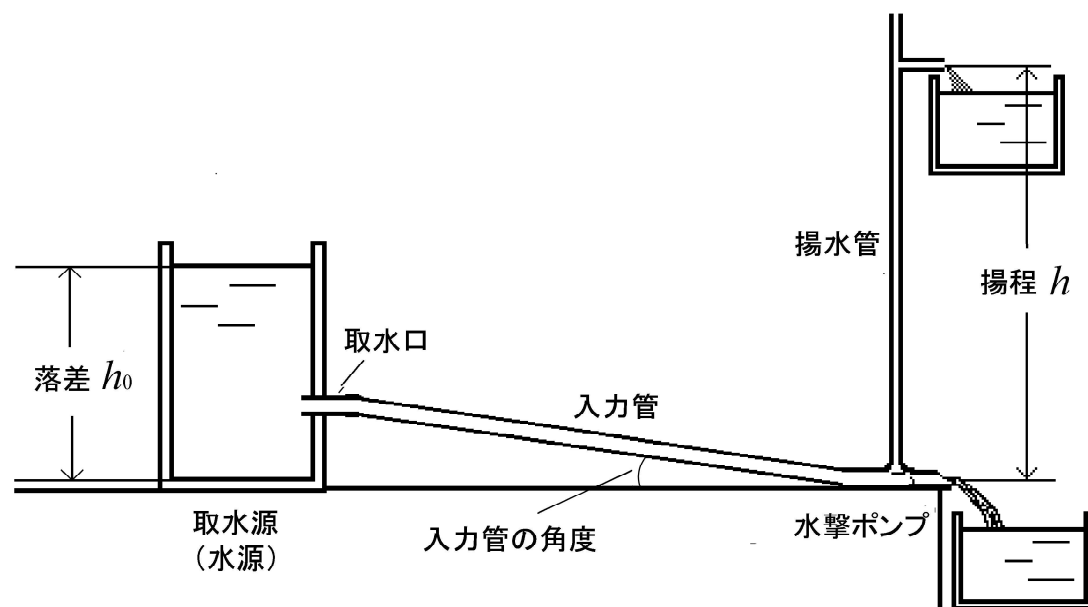 揚水管
揚程 h
取水口
落差 h0
入力管
取水源
(水源)
入力管の角度
水撃ポンプ